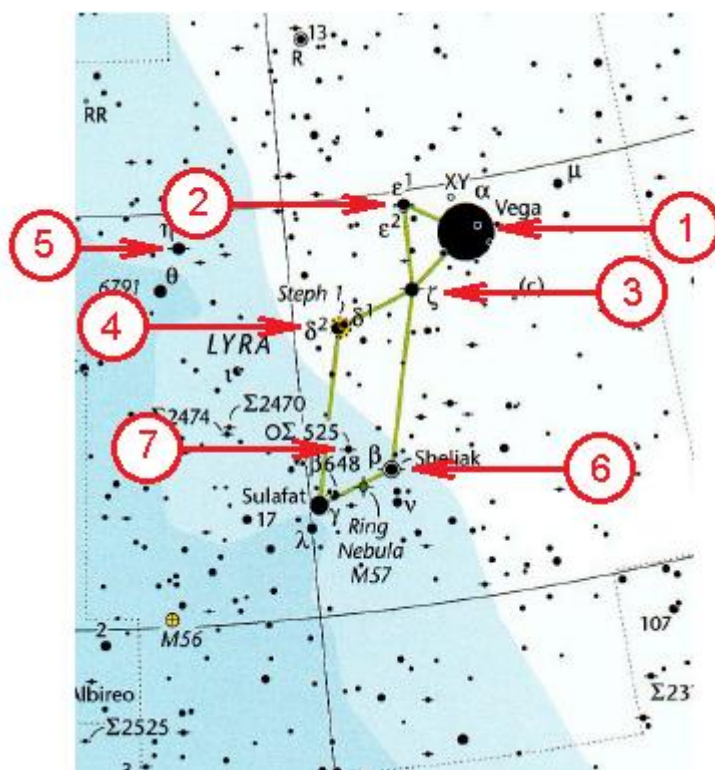 13
R
RR
2
ε¹
XY
α
μ
Vega
1
ε²
5
η
θ
6791
Steph 1
ζ
3
4
δ²
δ¹
LYRA
ι
Σ2470
Σ2474
ΟΣ 525
7
β648
β
Sheliak
6
Sulafat
γ
ν
17
Ring
λ
Nebula
M57
2
M56
107
Albireo
Σ2525